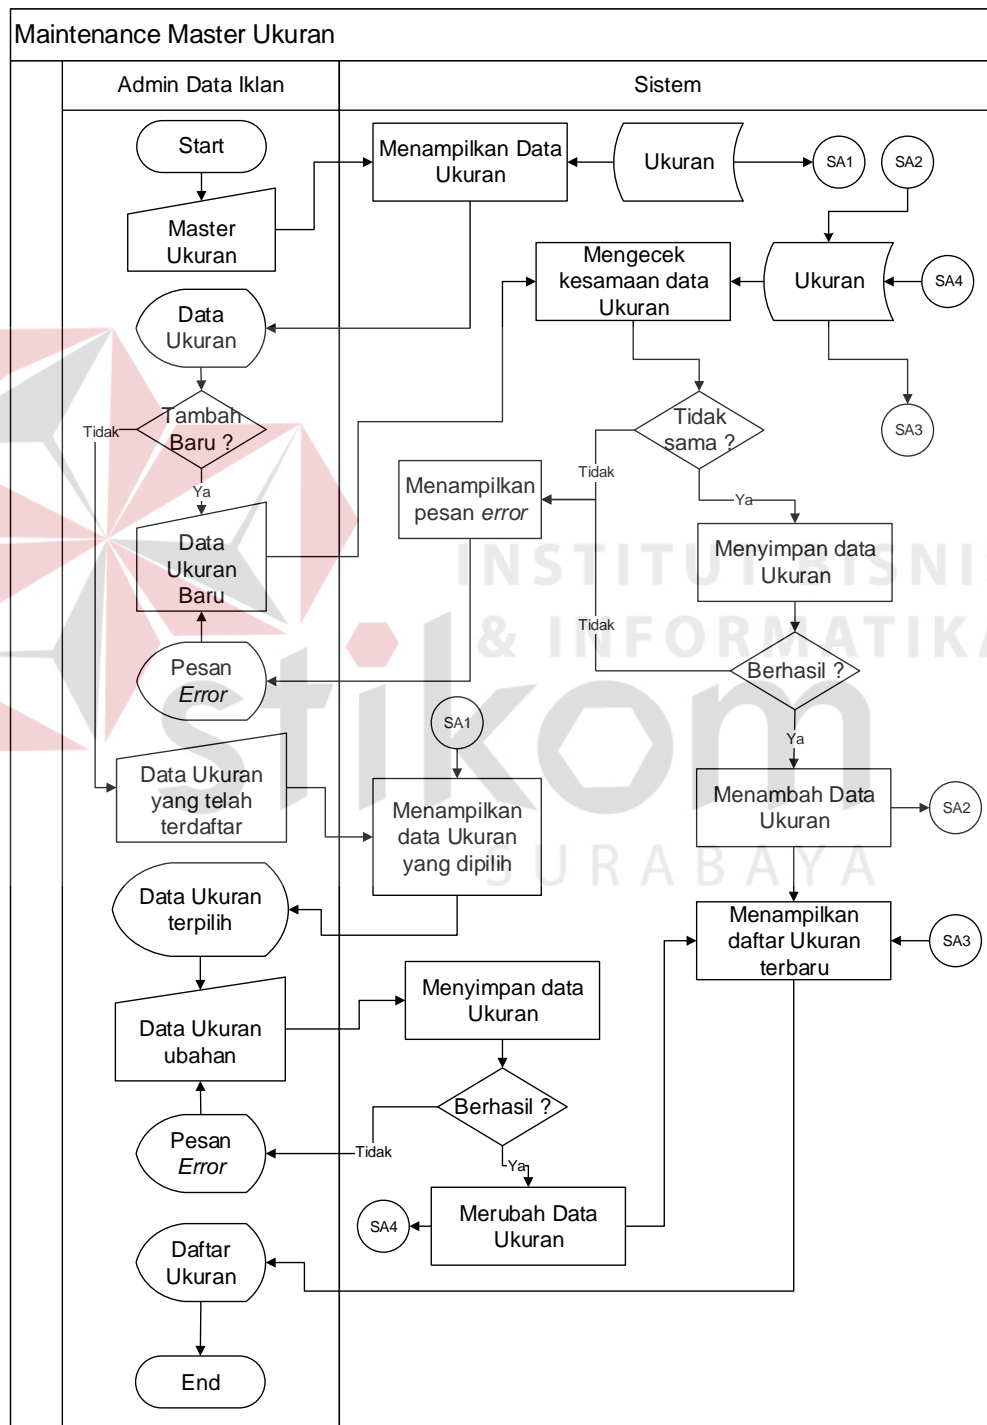 Maintenance Master Ukuran
Admin Data Iklan
Sistem
Start
Menampilkan Data
Ukuran
Ukuran
SA1
SA2
Master
Ukuran
Mengecek
kesamaan data
Ukuran
Ukuran
SA4
Data
Ukuran
Tambah
Baru ?
Tidak
Ya
Tidak
sama ?
SA3
Tidak
Ya
Menampilkan
pesan error
Data
Ukuran
Baru
Menyimpan data
Ukuran
INSTITUT BISNIS
& INFORMATIKA
stikom
SURABAYA
Tidak
Berhasil ?
Pesan
Error
SA1
Ya
Data Ukuran
yang telah
terdaftar
Menampilkan
data Ukuran
yang dipilih
Menambah Data
Ukuran
SA2
Data Ukuran
terpilih
Menampilkan
daftar Ukuran
terbaru
SA3
Data Ukuran
ubahan
Menyimpan data
Ukuran
Berhasil ?
Tidak
Ya
Pesan
Error
SA4
Merubah Data
Ukuran
Daftar
Ukuran
End